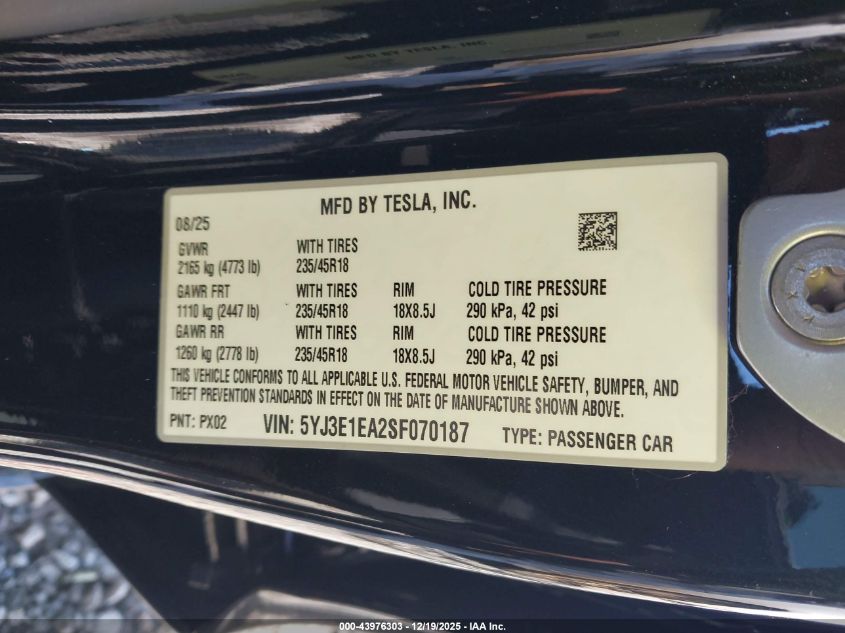 MFD BY TESLA, INC.
08/25
MFD BY TESLA, INC.
GVWR WITH TIRES
2165 kg (4773 lb) 235/45R18
GAWR FRT WITH TIRES RIM COLD TIRE PRESSURE
1110 kg (2447 lb) 235/45R18 18X8.5J 290 kPa, 42 psi
GAWR RR WITH TIRES RIM COLD TIRE PRESSURE
1260 kg (2778 lb) 235/45R18 18X8.5J 290 kPa, 42 psi
THIS VEHICLE CONFORMS TO ALL APPLICABLE U.S. FEDERAL MOTOR VEHICLE SAFETY, BUMPER, AND
THEFT PREVENTION STANDARDS IN EFFECT ON THE DATE OF MANUFACTURE SHOWN ABOVE.
PNT: PX02 VIN: 5YJ3E1EA2SF070187 TYPE: PASSENGER CAR
000-43976303 - 12/19/2025 - IAA Inc.